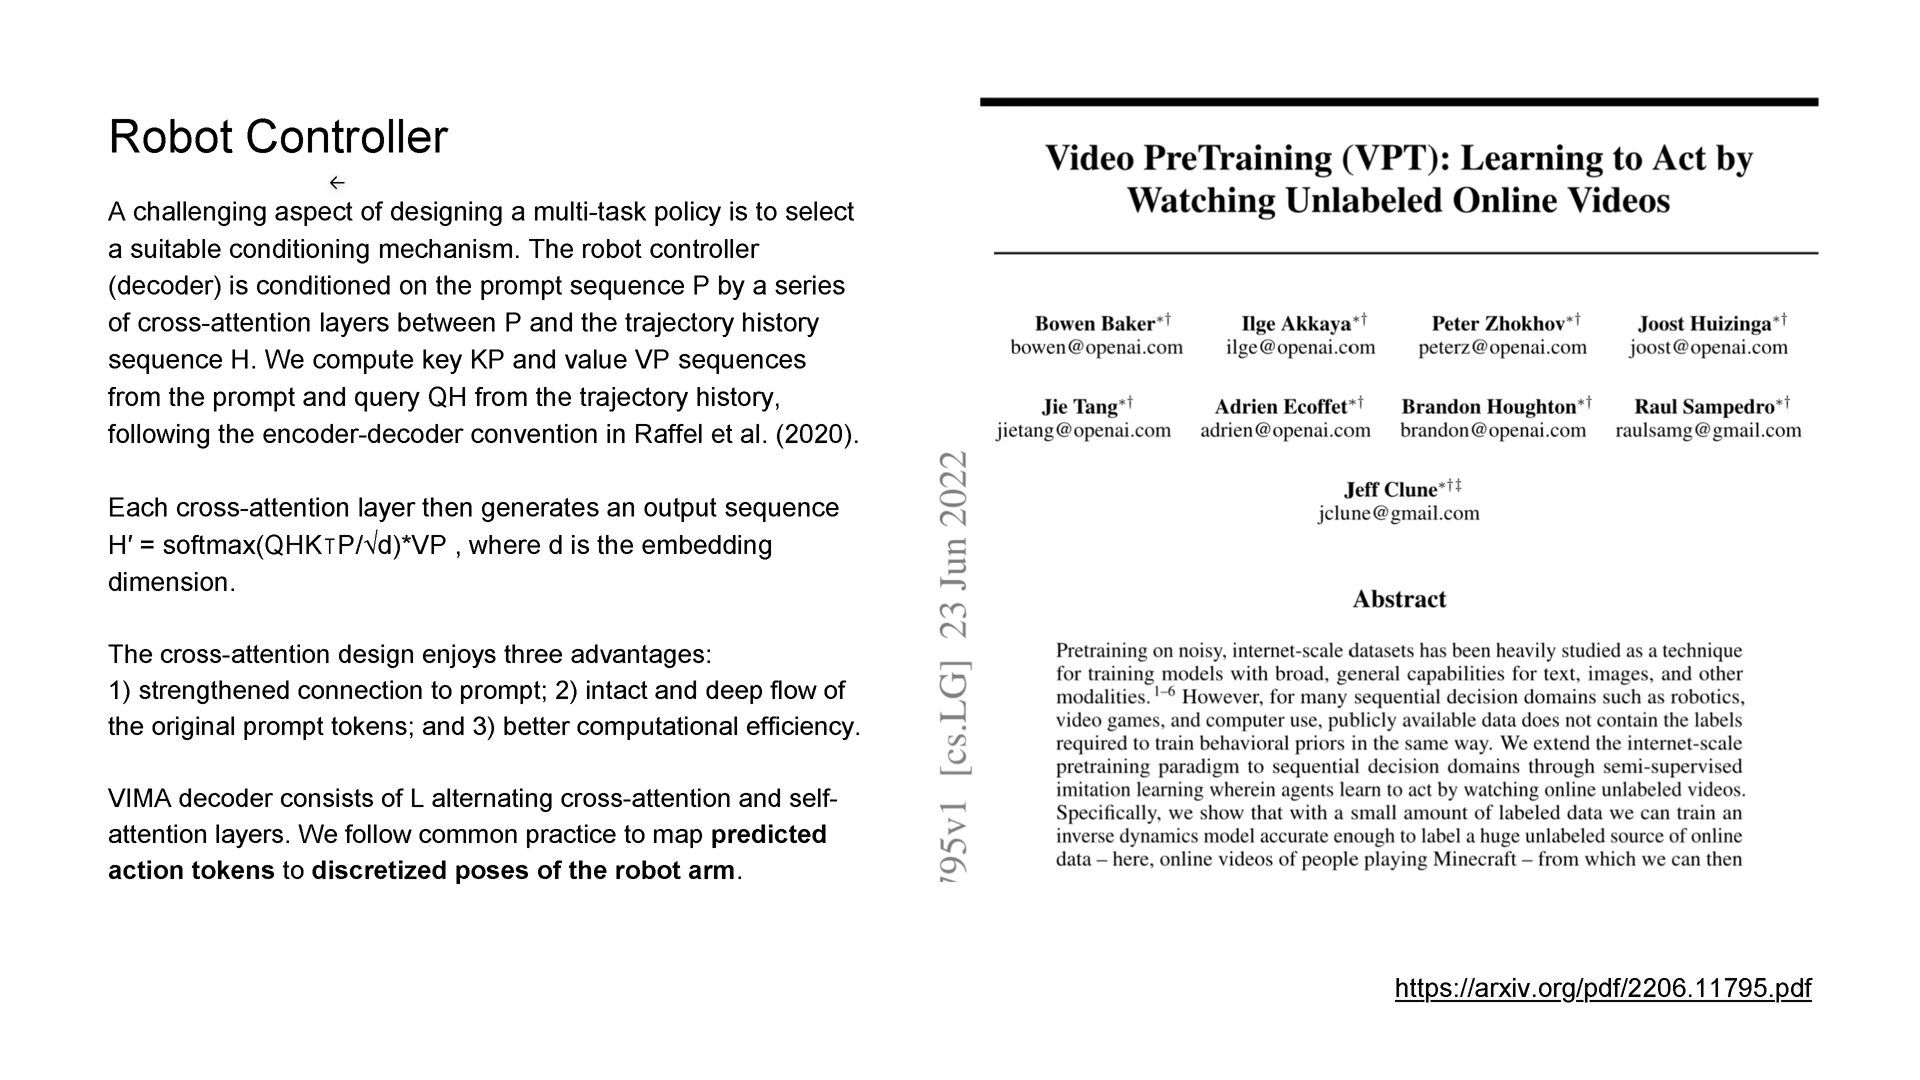 Robot Controller
←
A challenging aspect of designing a multi-task policy is to select
a suitable conditioning mechanism. The robot controller
(decoder) is conditioned on the prompt sequence P by a series
of cross-attention layers between P and the trajectory history
sequence H. We compute key KP and value VP sequences
from the prompt and query QH from the trajectory history,
following the encoder-decoder convention in Raffel et al. (2020).
Each cross-attention layer then generates an output sequence
H′ = softmax(QHK⊤P/√d)*VP , where d is the embedding
dimension.
The cross-attention design enjoys three advantages:
1) strengthened connection to prompt; 2) intact and deep flow of
the original prompt tokens; and 3) better computational efficiency.
VIMA decoder consists of L alternating cross-attention and self-
attention layers. We follow common practice to map predicted
action tokens to discretized poses of the robot arm.
Video PreTraining (VPT): Learning to Act by
Watching Unlabeled Online Videos
Bowen Baker*† Ilge Akkaya*† Peter Zhokhov*† Joost Huizinga*†
bowen@openai.com ilge@openai.com peterz@openai.com joost@openai.com
Jie Tang*† Adrien Ecoffet*† Brandon Houghton*† Raul Sampedro*†
jietang@openai.com adrien@openai.com brandon@openai.com raulsamg@gmail.com
Jeff Clune*†‡
jclune@gmail.com
Abstract
Pretraining on noisy, internet-scale datasets has been heavily studied as a technique
for training models with broad, general capabilities for text, images, and other
modalities.1–6 However, for many sequential decision domains such as robotics,
video games, and computer use, publicly available data does not contain the labels
required to train behavioral priors in the same way. We extend the internet-scale
pretraining paradigm to sequential decision domains through semi-supervised
imitation learning wherein agents learn to act by watching online unlabeled videos.
Specifically, we show that with a small amount of labeled data we can train an
inverse dynamics model accurate enough to label a huge unlabeled source of online
data – here, online videos of people playing Minecraft – from which we can then
795v1 [cs.LG] 23 Jun 2022
https://arxiv.org/pdf/2206.11795.pdf